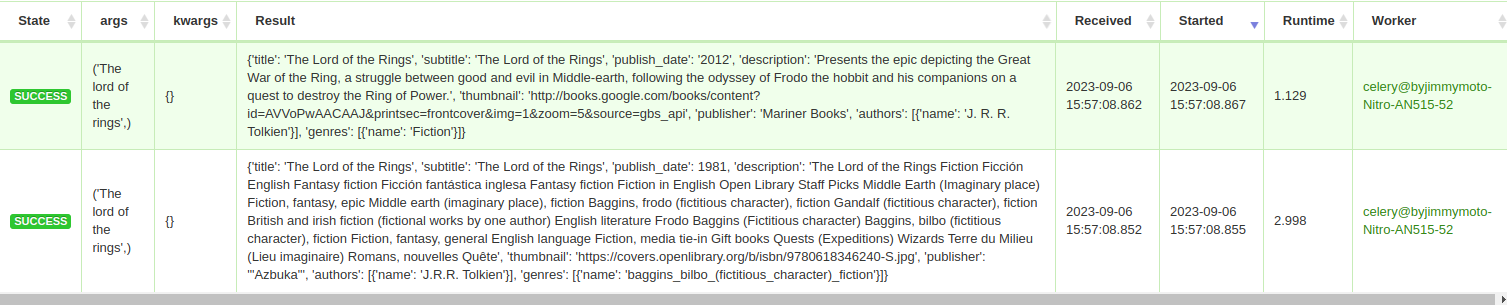 State args kwargs Result Received Started Runtime Worker
SUCCESS
('The
lord of
the
rings',)
{}
{'title': 'The Lord of the Rings', 'subtitle': 'The Lord of the Rings', 'publish_date': '2012', 'description': 'Presents the epic depicting the Great
War of the Ring, a struggle between good and evil in Middle-earth, following the odyssey of Frodo the hobbit and his companions on a
quest to destroy the Ring of Power.', 'thumbnail': 'http://books.google.com/books/content?
id=AVVoPwAACAAJ&printsec=frontcover&img=1&zoom=5&source=gbs_api', 'publisher': 'Mariner Books', 'authors': [{'name': 'J. R. R.
Tolkien'}], 'genres': [{'name': 'Fiction'}]}
2023-09-06
15:57:08.862
2023-09-06
15:57:08.867
1.129
celery@byjimmymoto-
Nitro-AN515-52
SUCCESS
('The
lord of
the
rings',)
{}
{'title': 'The Lord of the Rings', 'subtitle': 'The Lord of the Rings', 'publish_date': 1981, 'description': 'The Lord of the Rings Fiction Ficción
English Fantasy fiction Ficción fantástica inglesa Fantasy fiction Fiction in English Open Library Staff Picks Middle Earth (Imaginary place)
Fiction, fantasy, epic Middle earth (imaginary place), fiction Baggins, frodo (fictitious character), fiction Gandalf (fictitious character), fiction
British and irish fiction (fictional works by one author) English literature Frodo Baggins (Fictitious character) Baggins, bilbo (fictitious
character), fiction Fiction, fantasy, general English language Fiction, media tie-in Gift books Quests (Expeditions) Wizards Terre du Milieu
(Lieu imaginaire) Romans, nouvelles Quête', 'thumbnail': 'https://covers.openlibrary.org/b/isbn/9780618346240-S.jpg', 'publisher':
'"Azbuka"', 'authors': [{'name': 'J.R.R. Tolkien'}], 'genres': [{'name': 'baggins_bilbo_(fictitious_character)_fiction'}]}
2023-09-06
15:57:08.852
2023-09-06
15:57:08.855
2.998
celery@byjimmymoto-
Nitro-AN515-52